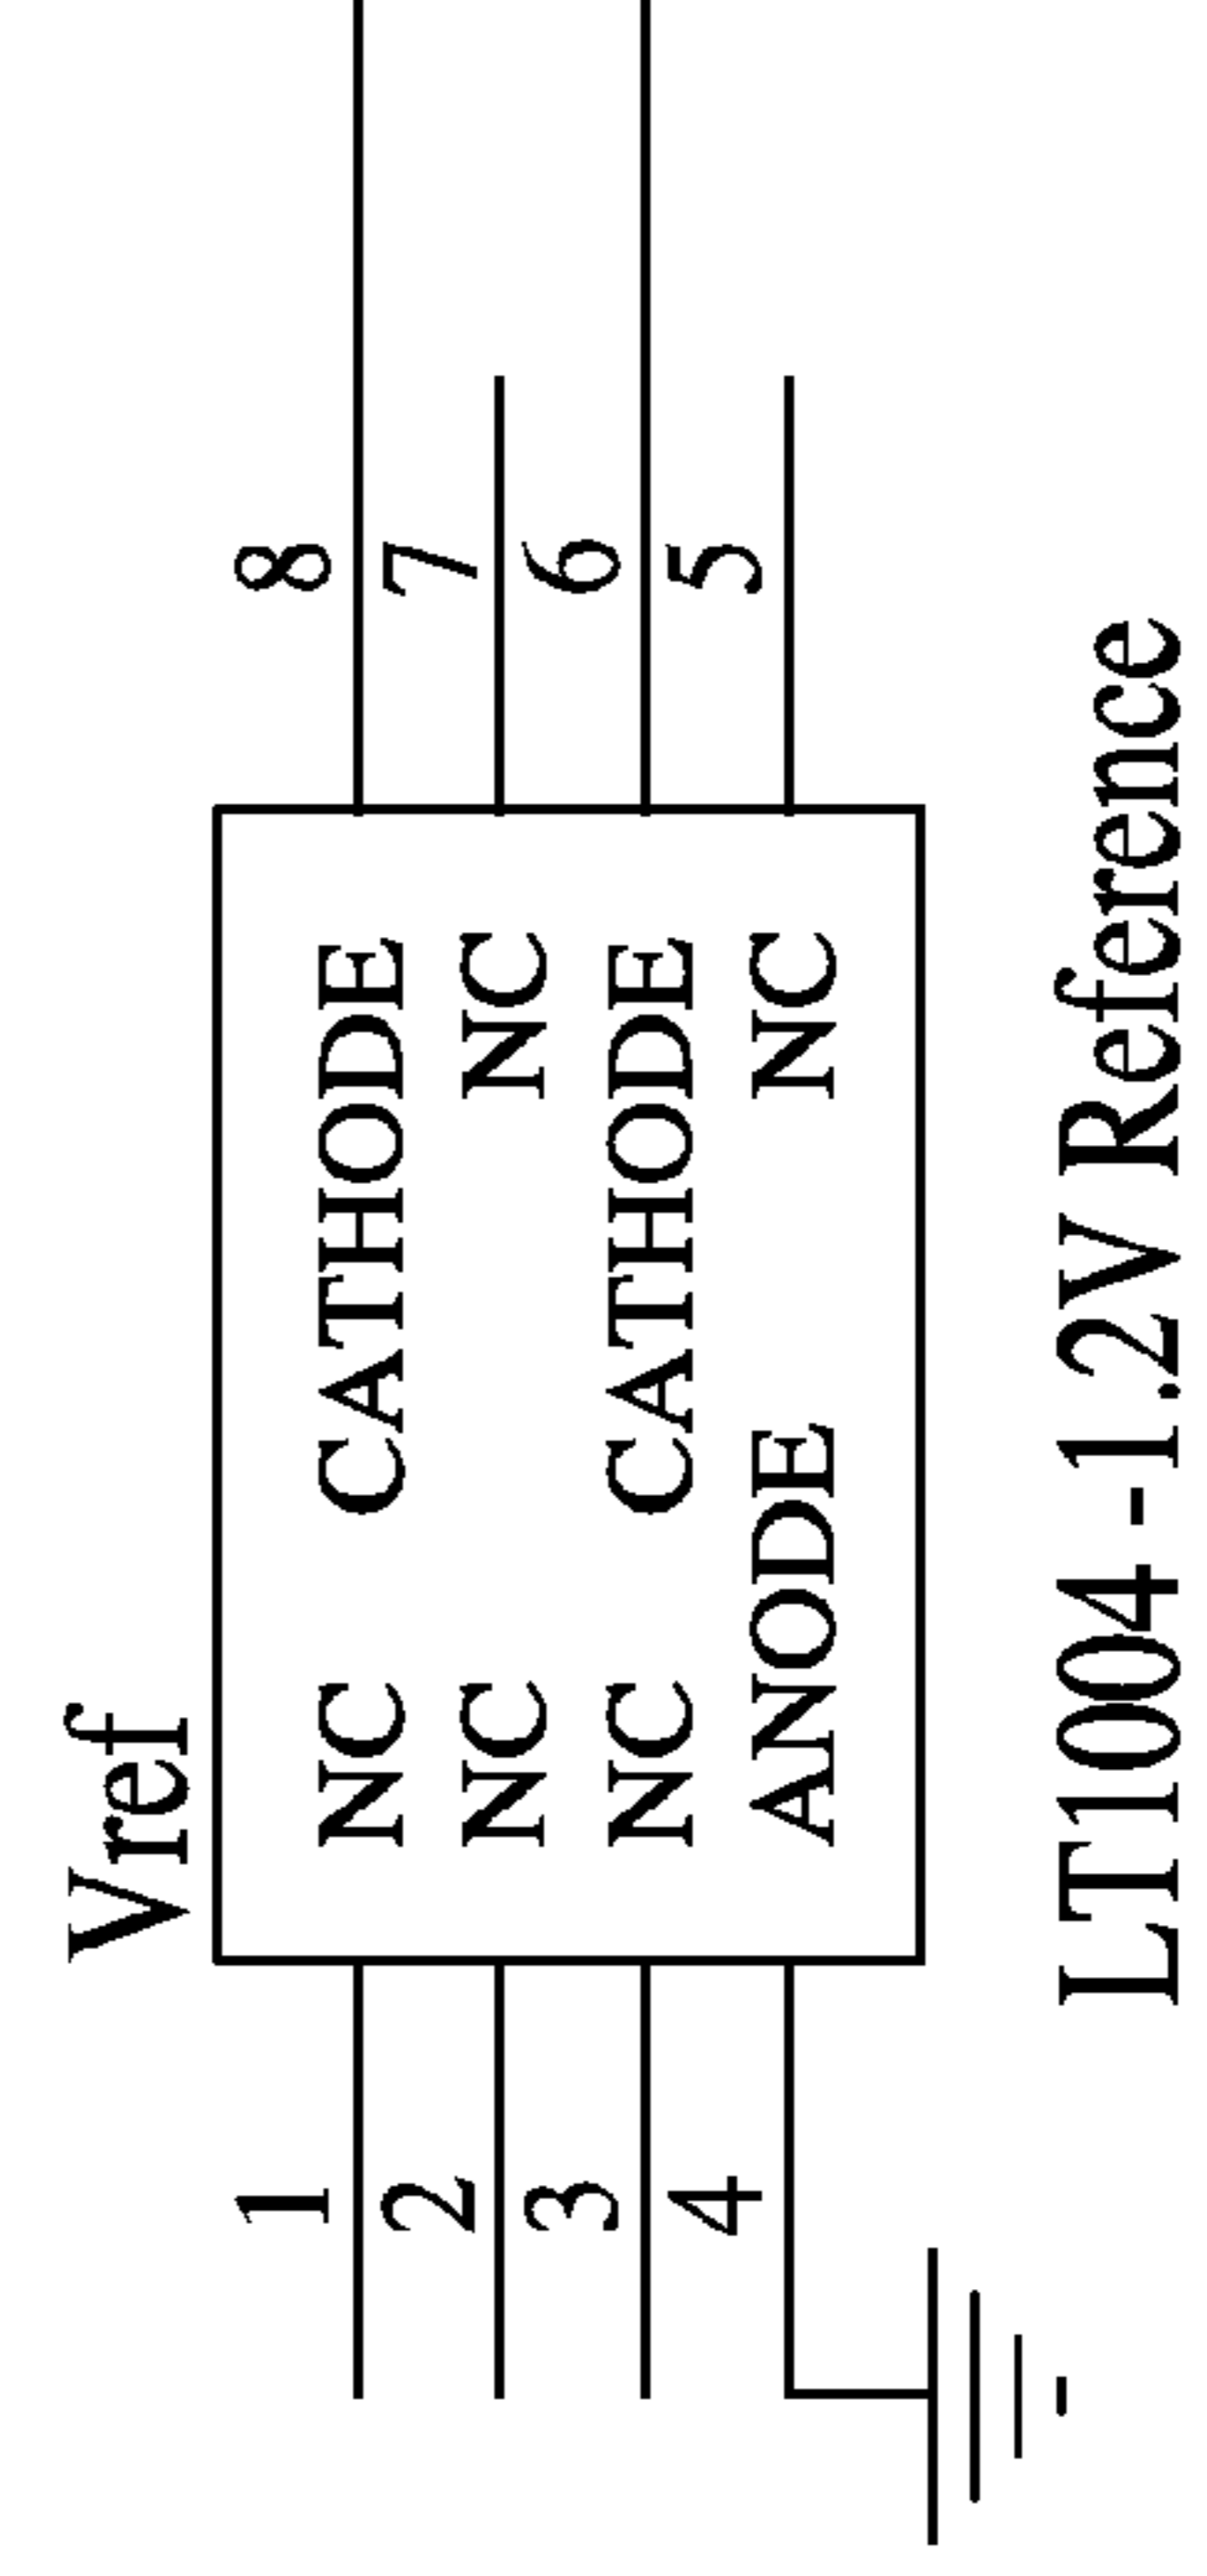 Vref
1 NC CATHODE 8
2 NC NC 7
3 NC CATHODE 6
4 ANODE NC 5
LT1004 -1.2V Reference